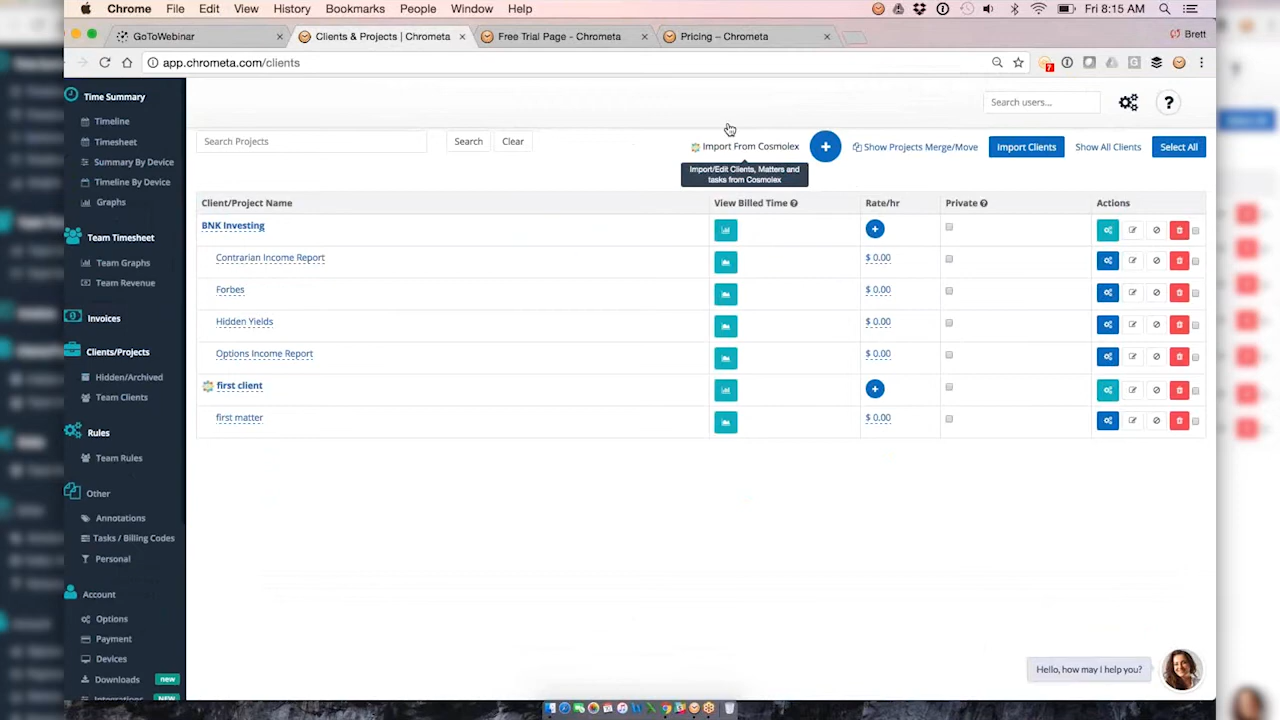 Chrome File Edit View History Bookmarks People Window Help Fri 8:15 AM
GoToWebinar × Clients & Projects | Chrometa × Free Trial Page - Chrometa × Pricing – Chrometa × Brett
app.chrometa.com/clients 7
Time Summary
Timeline
Timesheet
Summary By Device
Timeline By Device
Graphs
Team Timesheet
Team Graphs
Team Revenue
Invoices
Clients/Projects
Hidden/Archived
Team Clients
Rules
Team Rules
Other
Annotations
Tasks / Billing Codes
Personal
Account
Options
Payment
Devices
Downloads new
Integrations NEW
Search users... ?
Search Projects Search Clear Import From Cosmolex + Show Projects Merge/Move Import Clients Show All Clients Select All
Import/Edit Clients, Matters and
tasks from Cosmolex
Client/Project Name View Billed Time Rate/hr Private Actions
BNK Investing +
Contrarian Income Report $ 0.00
Forbes $ 0.00
Hidden Yields $ 0.00
Options Income Report $ 0.00
first client +
first matter $ 0.00
Hello, how may I help you?